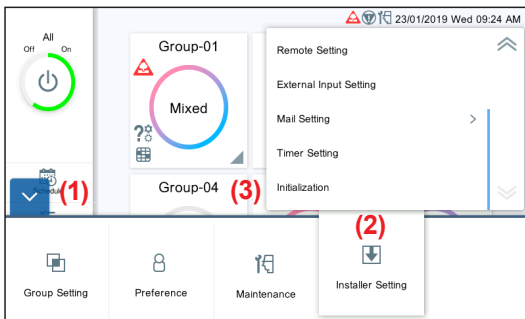 23/01/2019 Wed 09:24 AM
All
Off On
Group-01
Mixed
Schedule
(1)
Group-04
(3)
Remote Setting
External Input Setting
Mail Setting >
Timer Setting
Initialization
(2)
Group Setting
Preference
Maintenance
Installer Setting